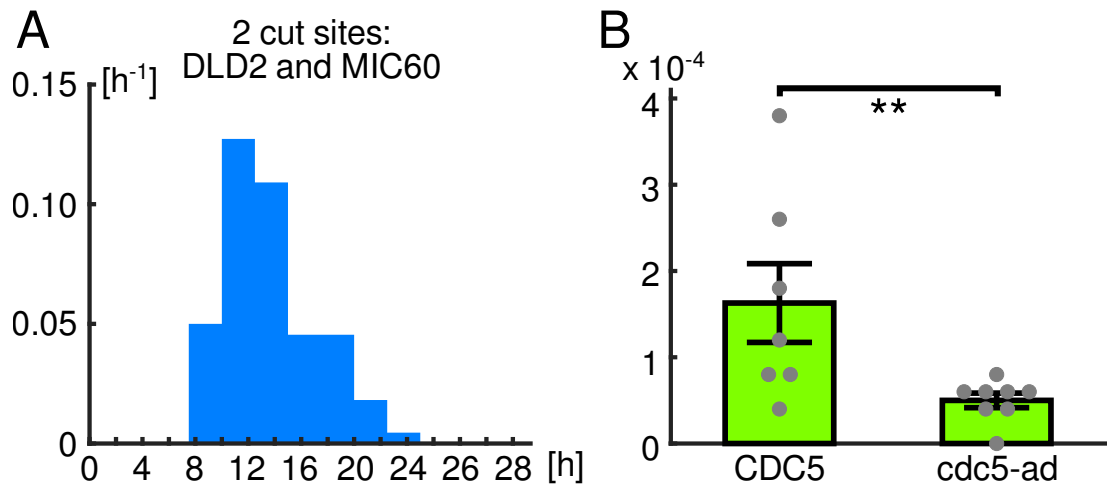 A
2 cut sites:
DLD2 and MIC60
[h⁻¹]
0.15
0.10
0.05
0
0 4 8 12 16 20 24 26 28 [h]
B
x 10⁻⁴
**
4
3
2
1
0
CDC5 cdc5-ad